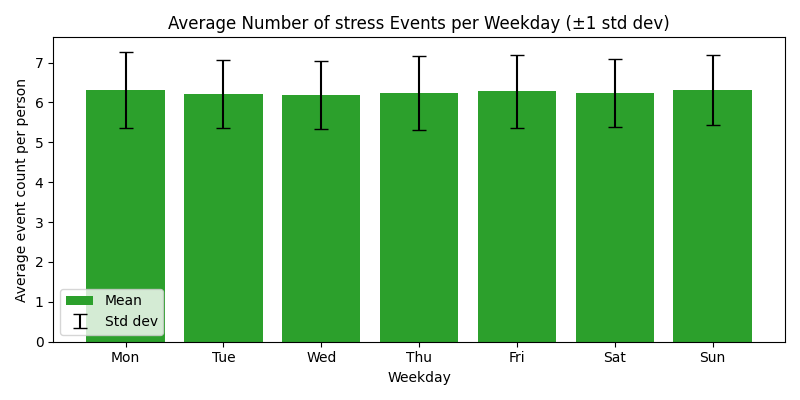 Average Number of stress Events per Weekday (±1 std dev)
Average event count per person
7
6
5
4
3
2
1
0
Mean
Std dev
Mon Tue Wed Thu Fri Sat Sun
Weekday